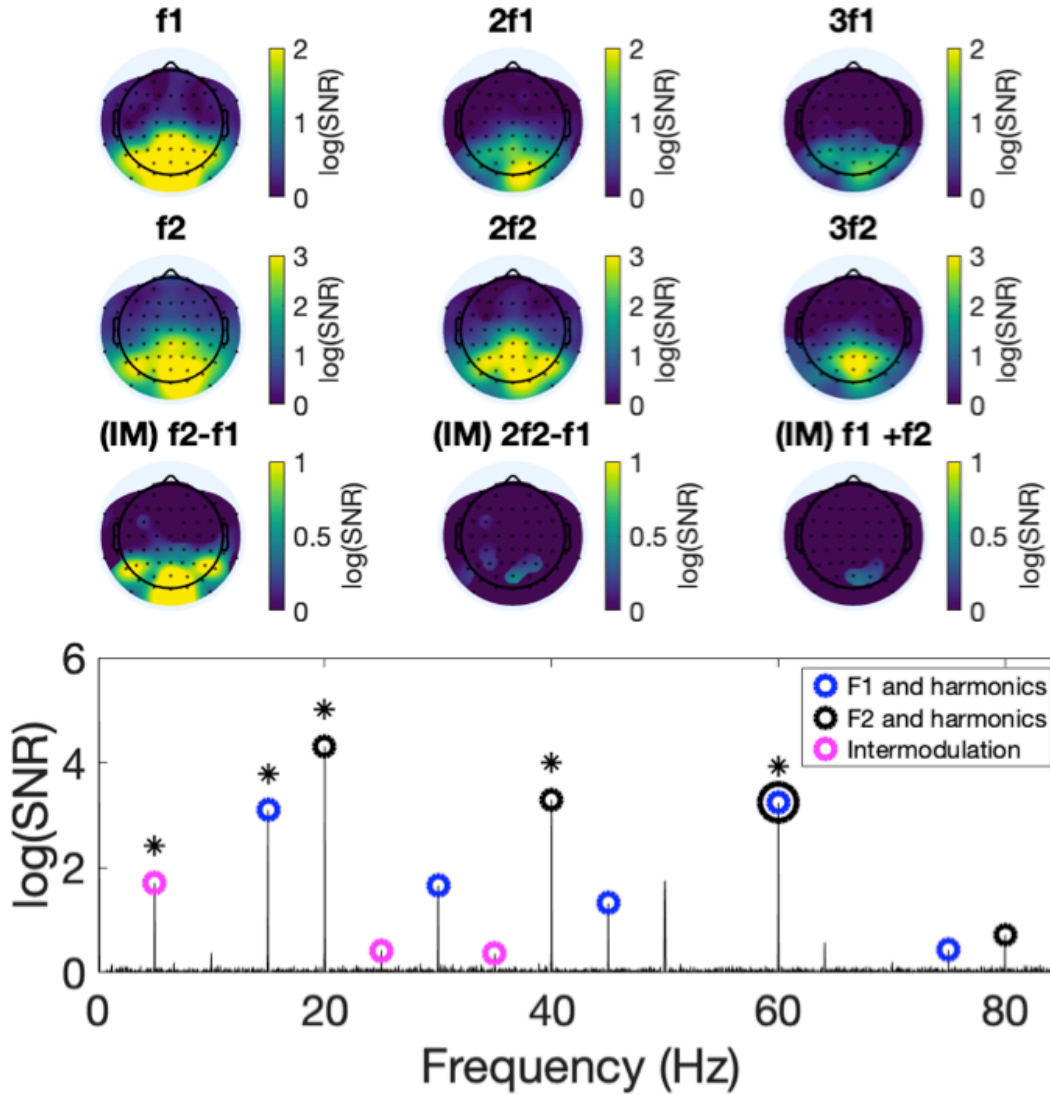 f1 2f1 3f1
2 2 2
1 1 1
0 0 0
log(SNR) log(SNR) log(SNR)
f2 2f2 3f2
3 3 3
2 2 2
1 1 1
0 0 0
log(SNR) log(SNR) log(SNR)
(IM) f2-f1 (IM) 2f2-f1 (IM) f1 +f2
1 1 1
0.5 0.5 0.5
0 0 0
log(SNR) log(SNR) log(SNR)
6
4
2
0
log(SNR)
F1 and harmonics
F2 and harmonics
Intermodulation
0 20 40 60 80
Frequency (Hz)